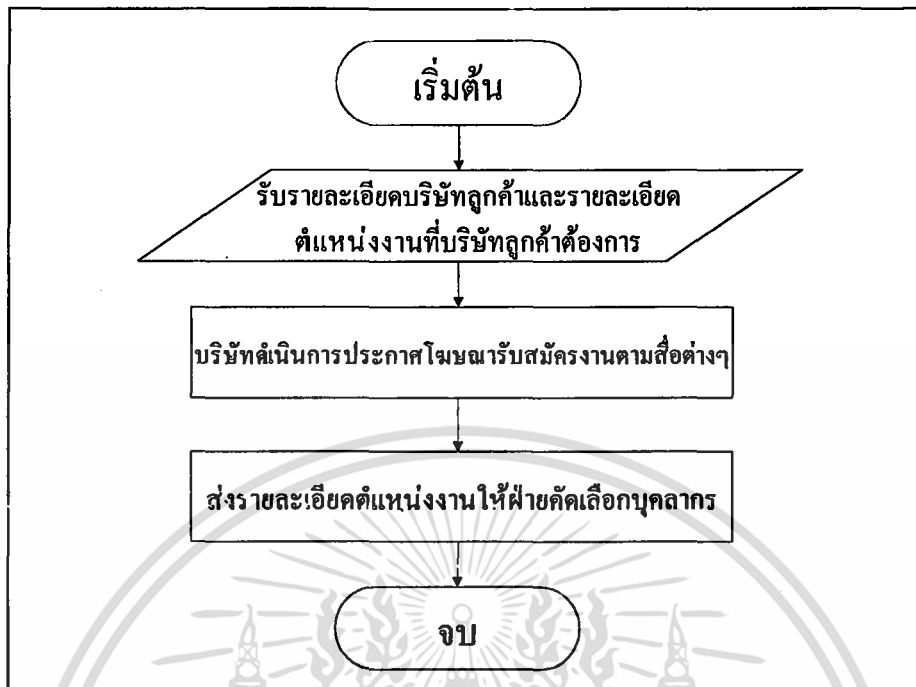 เริ่มต้น
รับรายละเอียดบริษัทลูกค้าและรายละเอียด
ตำแหน่งงานที่บริษัทลูกค้าต้องการ
บริษัทดำเนินการประกาศโฆษณารับสมัครงานตามสื่อต่างๆ
ส่งรายละเอียดตำแหน่งงานให้ฝ่ายคัดเลือกบุคลากร
จบ